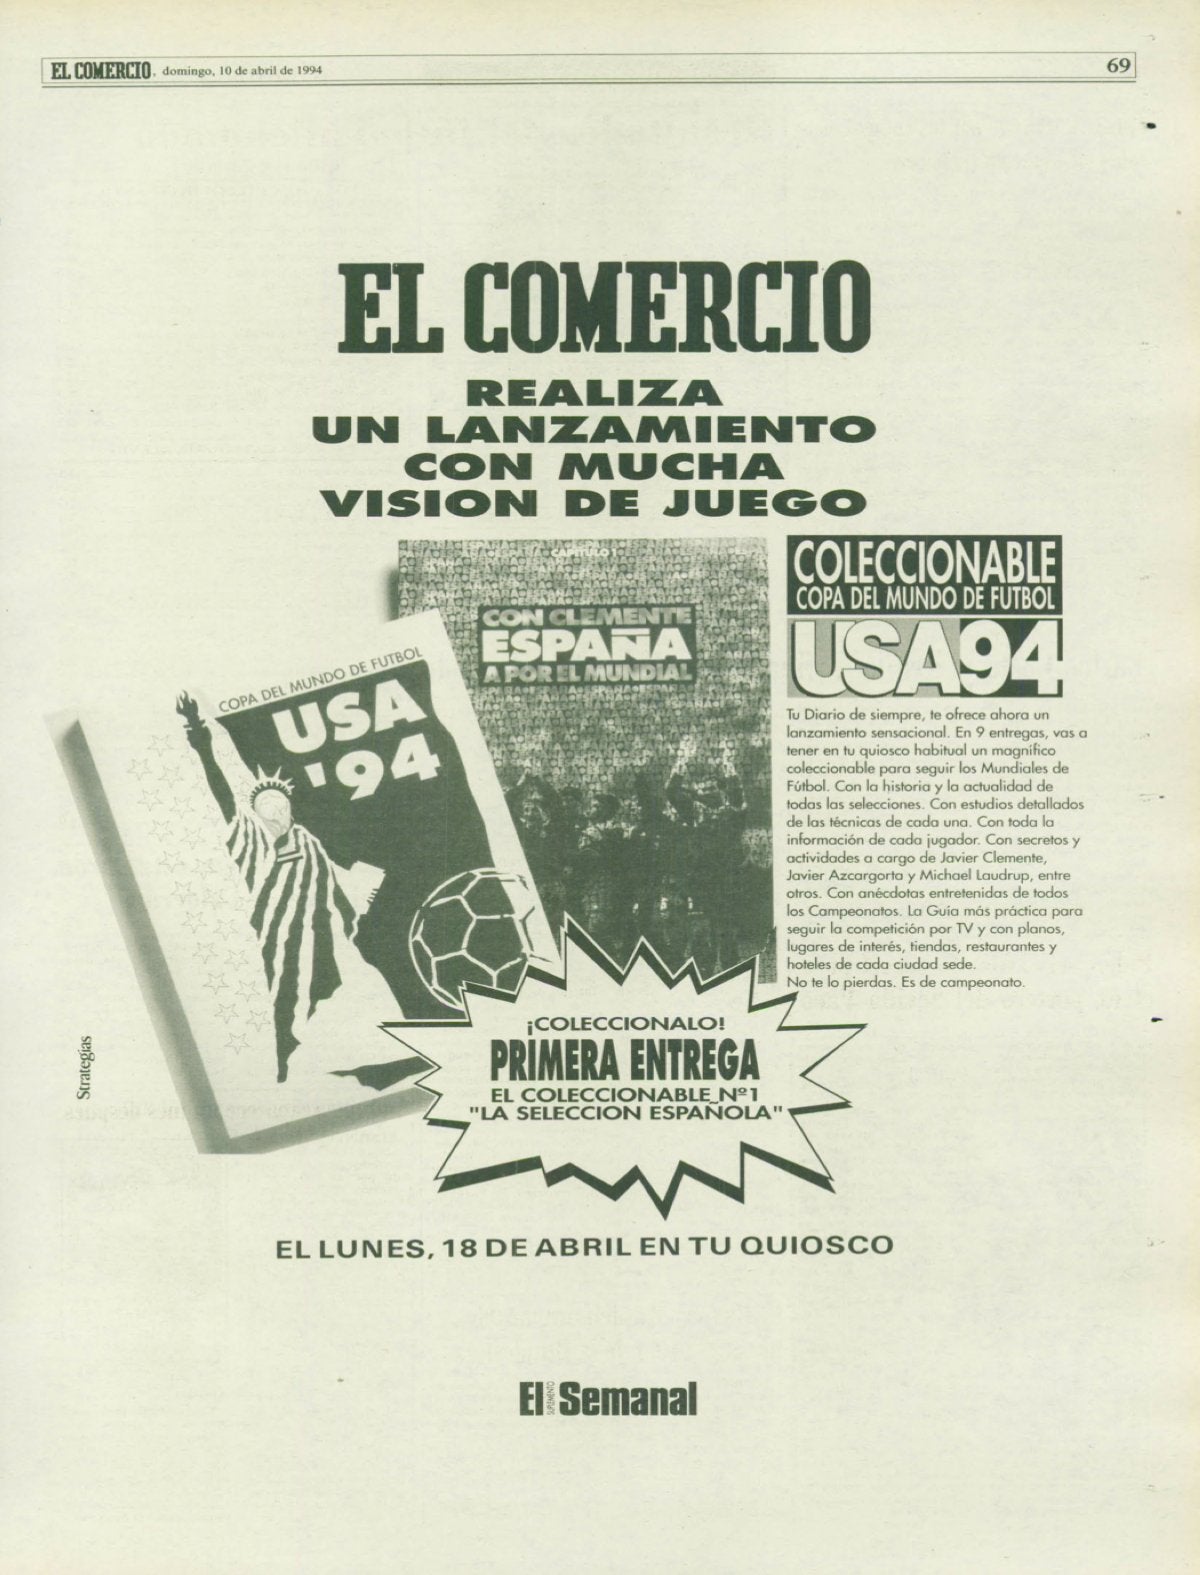 EL COMERCIO, domingo, 10 de abril de 1994
69
EL COMERCIO
REALIZA
UN LANZAMIENTO
CON MUCHA
VISION DE JUEGO
CAPITULO 1
CON CLEMENTE
ESPAÑA
A POR EL MUNDIAL
COPA DEL MUNDO DE FUTBOL
USA
'94
COLECCIONABLE
COPA DEL MUNDO DE FUTBOL
USA94
Tu Diario de siempre, te ofrece ahora un
lanzamiento sensacional. En 9 entregas, vas a
tener en tu quiosco habitual un magnífico
coleccionable para seguir los Mundiales de
Fútbol. Con la historia y la actualidad de
todas las selecciones. Con estudios detallados
de las técnicas de cada una. Con toda la
información de cada jugador. Con secretos y
actividades a cargo de Javier Clemente,
Javier Azcargorta y Michael Laudrup, entre
otros. Con anécdotas entretenidas de todos
los Campeonatos. La Guía más práctica para
seguir la competición por TV y con planos,
lugares de interés, tiendas, restaurantes y
hoteles de cada ciudad sede.
No te lo pierdas. Es de campeonato.
Strategias
¡COLECCIONALO!
PRIMERA ENTREGA
EL COLECCIONABLE Nº1
"LA SELECCION ESPAÑOLA"
EL LUNES, 18 DE ABRIL EN TU QUIOSCO
El SUPLEMENTO Semanal